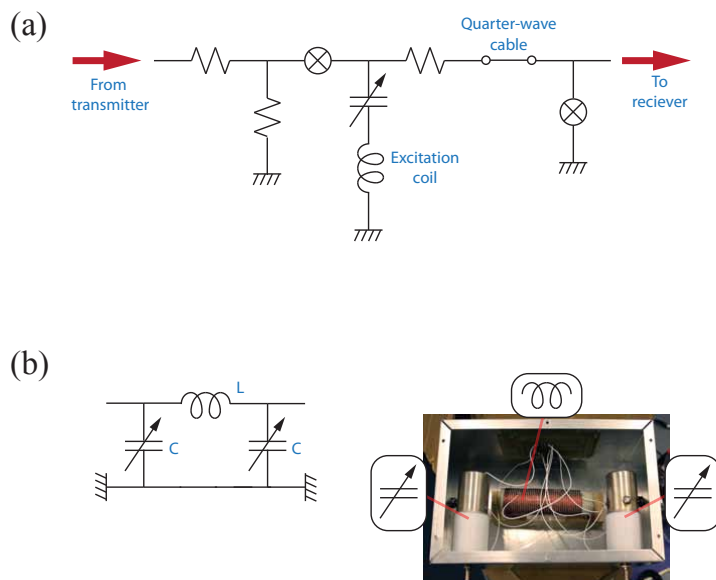 (a)
Quarter-wave
cable
From
transmitter
To
reciever
Excitation
coil
(b)
L
C
C